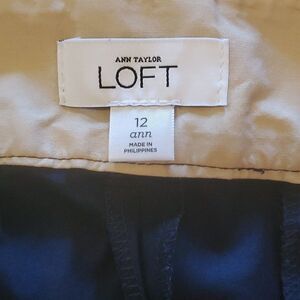 ANN TAYLOR
LOFT
12
ann
MADE IN
PHILIPPINES